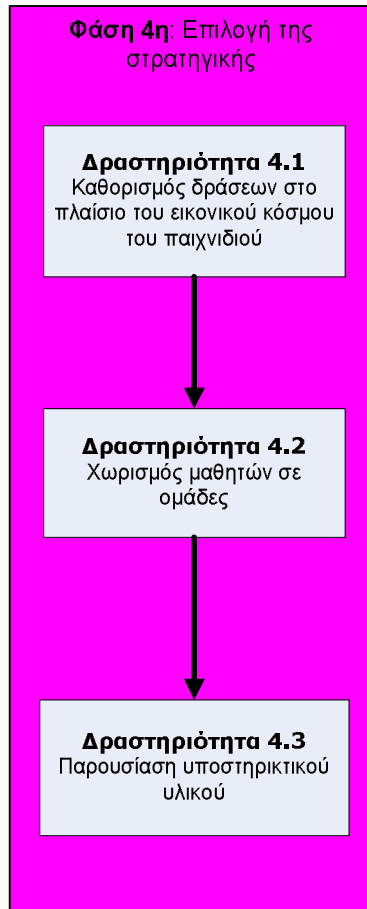 Φάση 4η: Επιλογή της
στρατηγικής
Δραστηριότητα 4.1
Καθορισμός δράσεων στο
πλαίσιο του εικονικού κόσμου
του παιχνιδιού
Δραστηριότητα 4.2
Χωρισμός μαθητών σε
ομάδες
Δραστηριότητα 4.3
Παρουσίαση υποστηρικτικού
υλικού